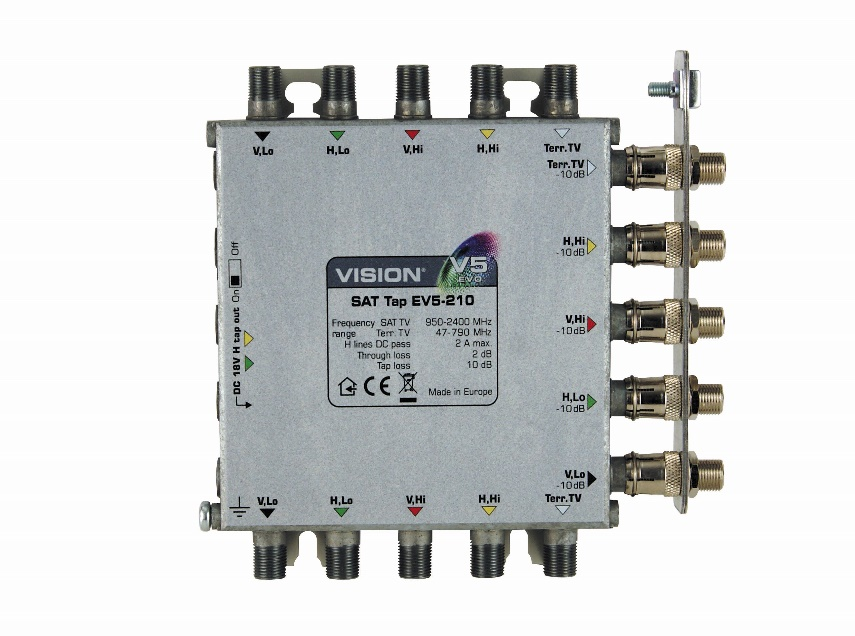 V,Lo H,Lo V,Hi H,Hi Terr.TV
Terr.TV
-10dB
H,Hi
-10dB
V,Hi
-10dB
H,Lo
-10dB
V,Lo
-10dB
Off
On
DC 18V H tap out
VISION® V5
EVO
SAT Tap EV5-210
Frequency SAT TV 950-2400 MHz
range Terr. TV 47-790 MHz
H lines DC pass 2 A max.
Through loss 2 dB
Tap loss 10 dB
CE Made in Europe
V,Lo H,Lo V,Hi H,Hi Terr.TV